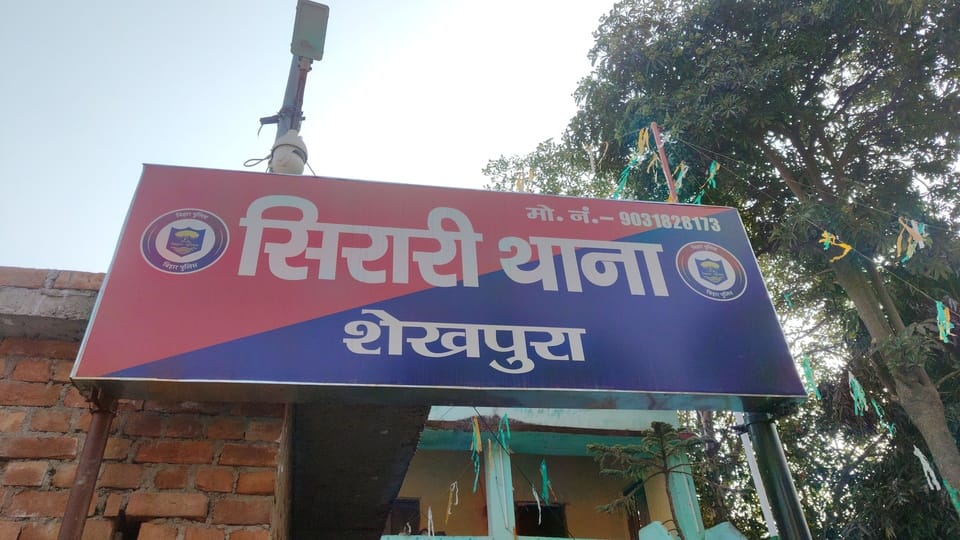 मो. नं.- 9031828173
सिरारी थाना
शेखपुरा
बिहार पुलिस
बिहार पुलिस
बिहार पुलिस